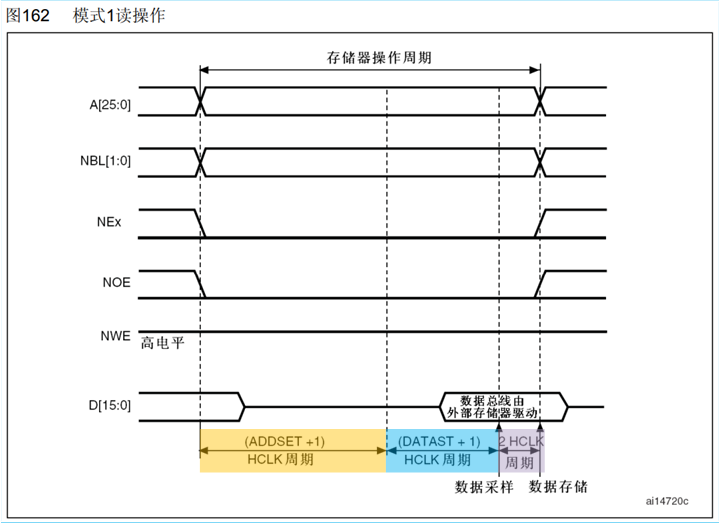 图162 模式1读操作
存储器操作周期
A[25:0]
NBL[1:0]
NEx
NOE
NWE
高电平
D[15:0]
数据总线由
外部存储器驱动
(ADDSET +1)
HCLK 周期
(DATAST + 1)
HCLK 周期
2 HCLK
周期
数据采样
数据存储
ai14720c